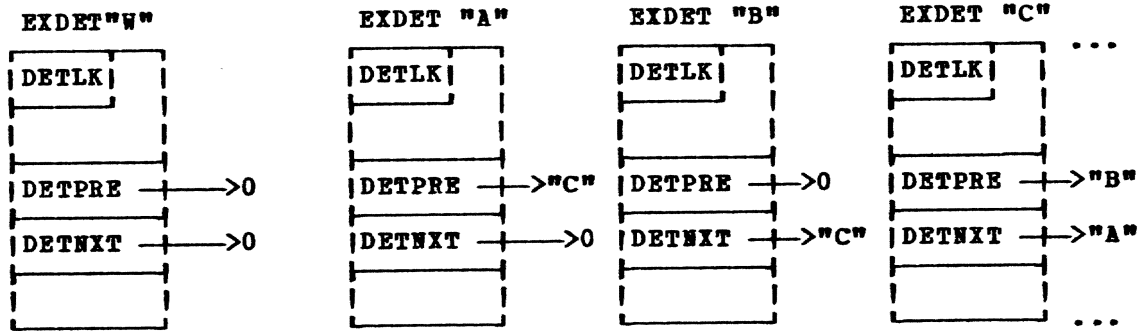 EXDET"W" EXDET "A" EXDET "B" EXDET "C"
...
DETLK DETLK DETLK DETLK
DETPRE >0 DETPRE >"C" DETPRE >0 DETPRE >"B"
DETNXT >0 DETNXT >0 DETNXT >"C" DETNXT >"A"
...